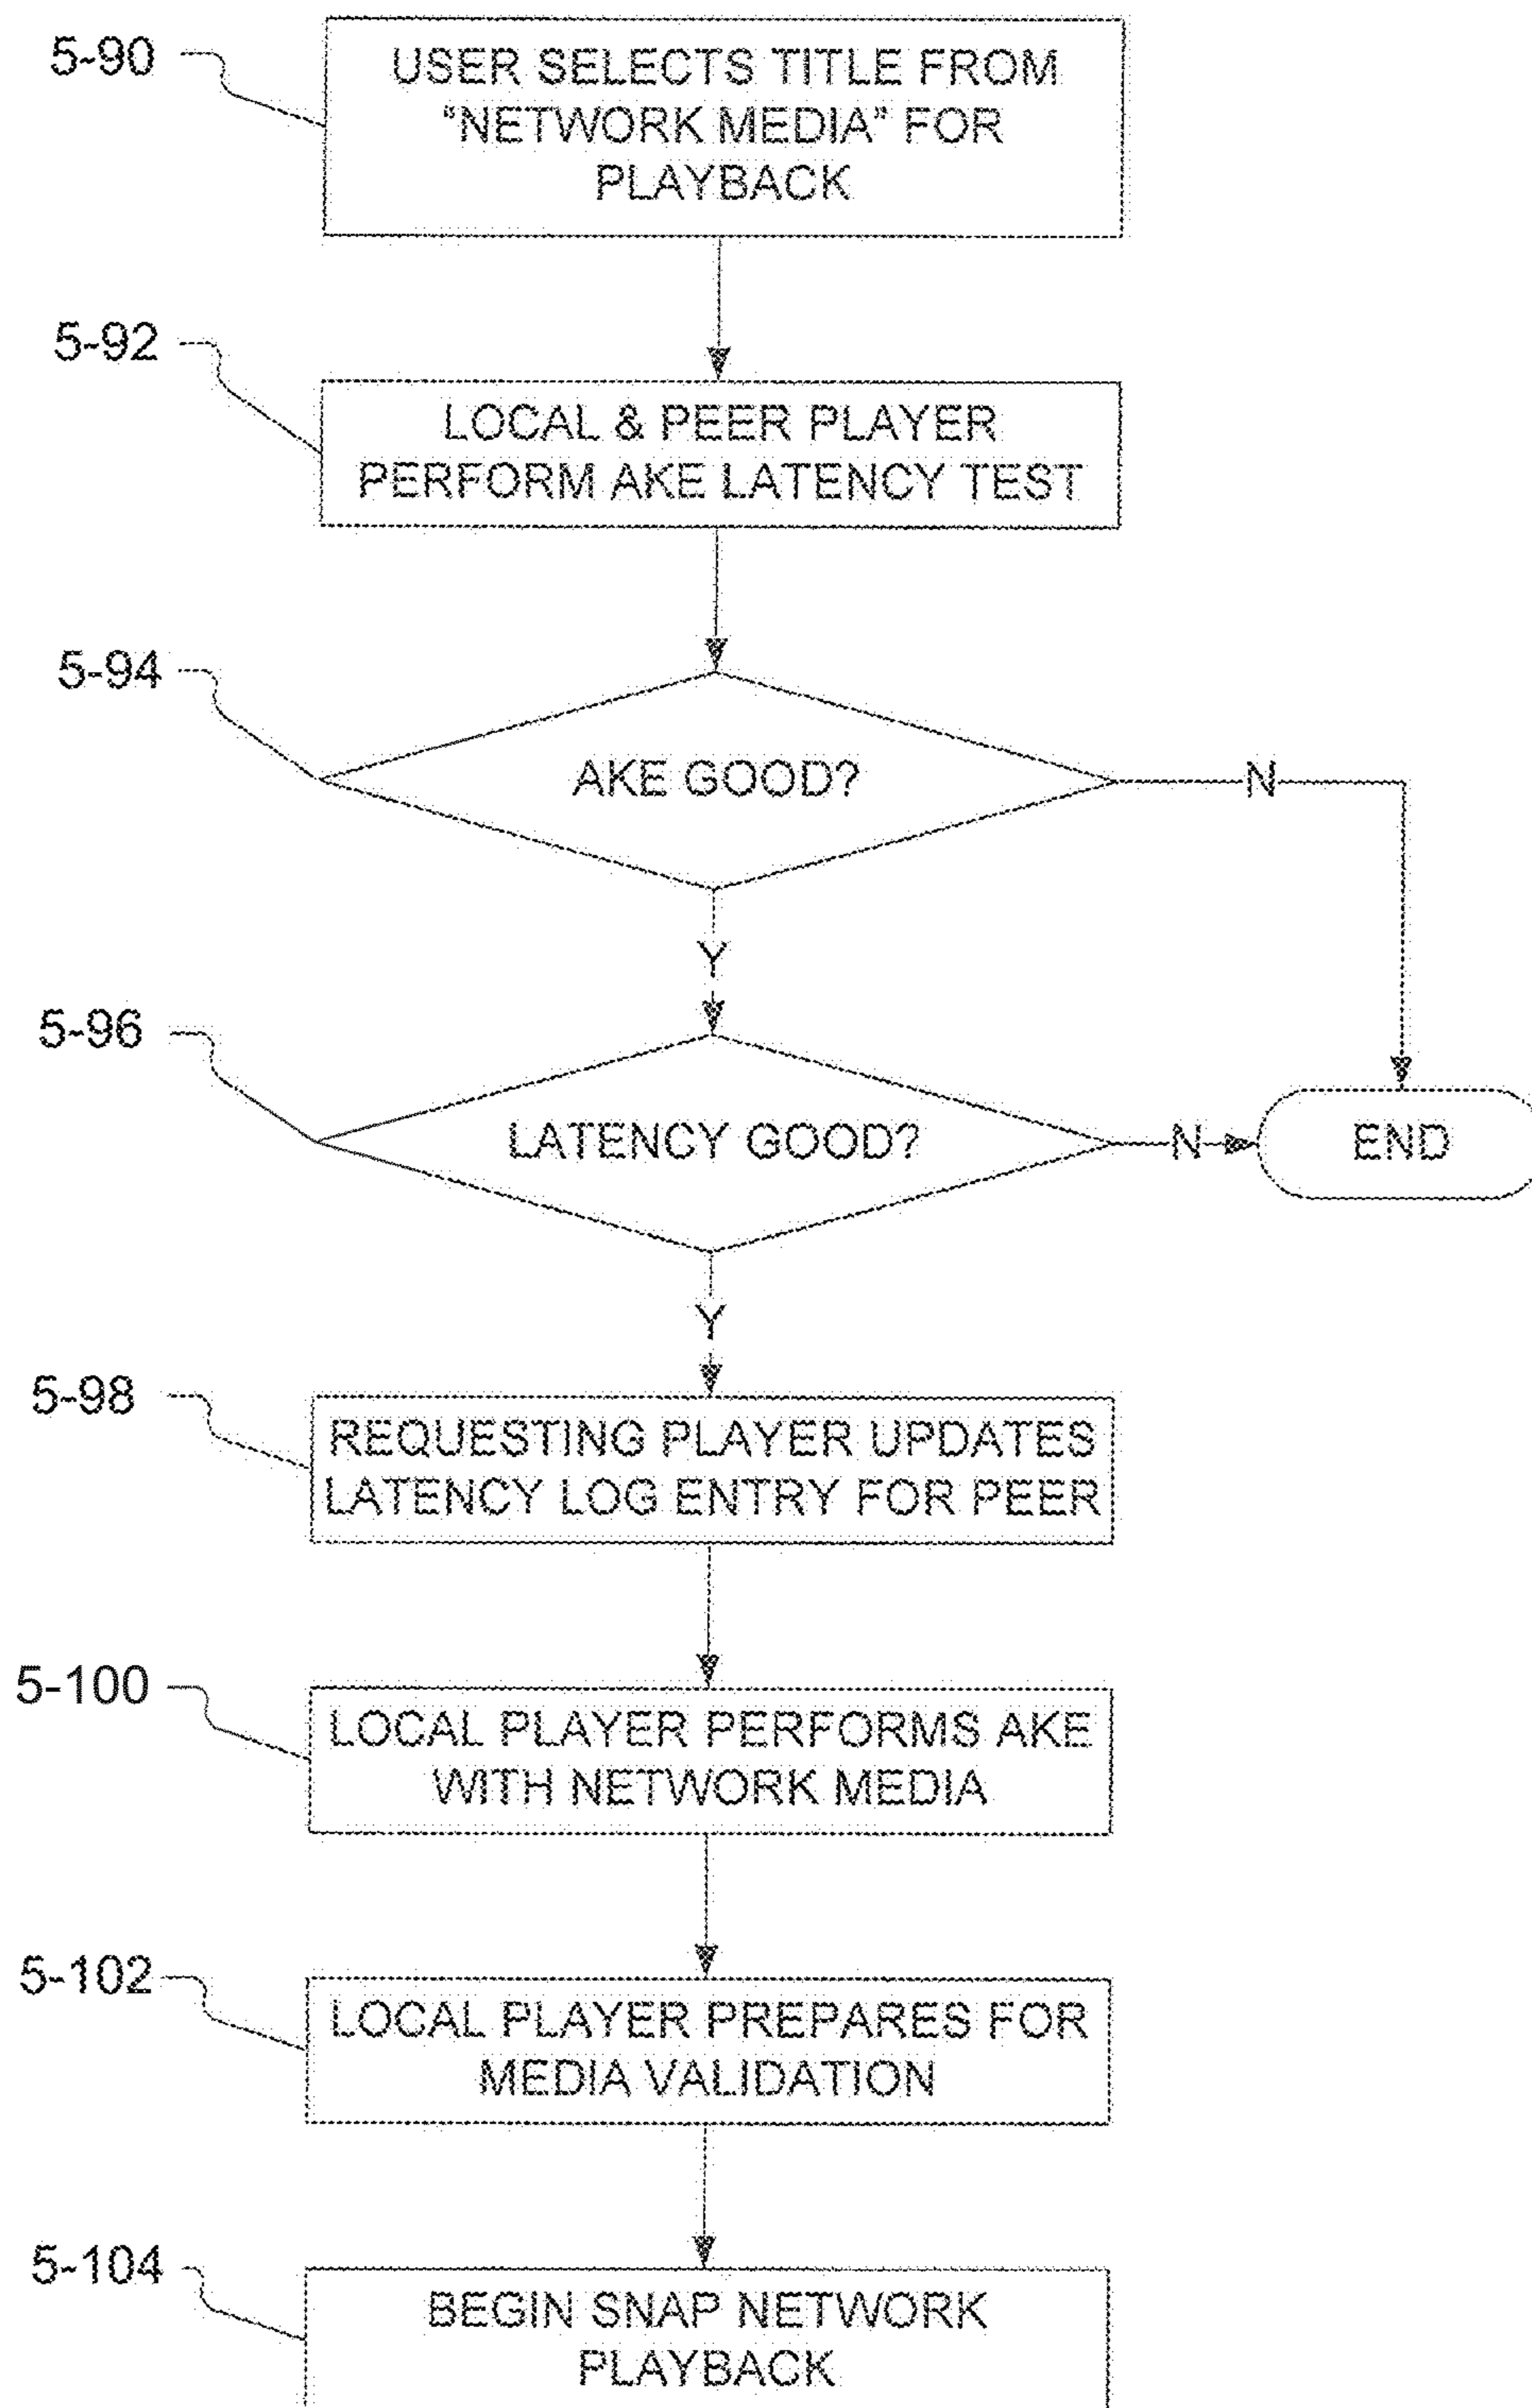 5-90
USER SELECTS TITLE FROM
"NETWORK MEDIA" FOR
PLAYBACK
5-92
LOCAL & PEER PLAYER
PERFORM AKE LATENCY TEST
5-94
AKE GOOD?
N
Y
5-96
LATENCY GOOD?
N
END
Y
5-98
REQUESTING PLAYER UPDATES
LATENCY LOG ENTRY FOR PEER
5-100
LOCAL PLAYER PERFORMS AKE
WITH NETWORK MEDIA
5-102
LOCAL PLAYER PREPARES FOR
MEDIA VALIDATION
5-104
BEGIN SNAP NETWORK
PLAYBACK